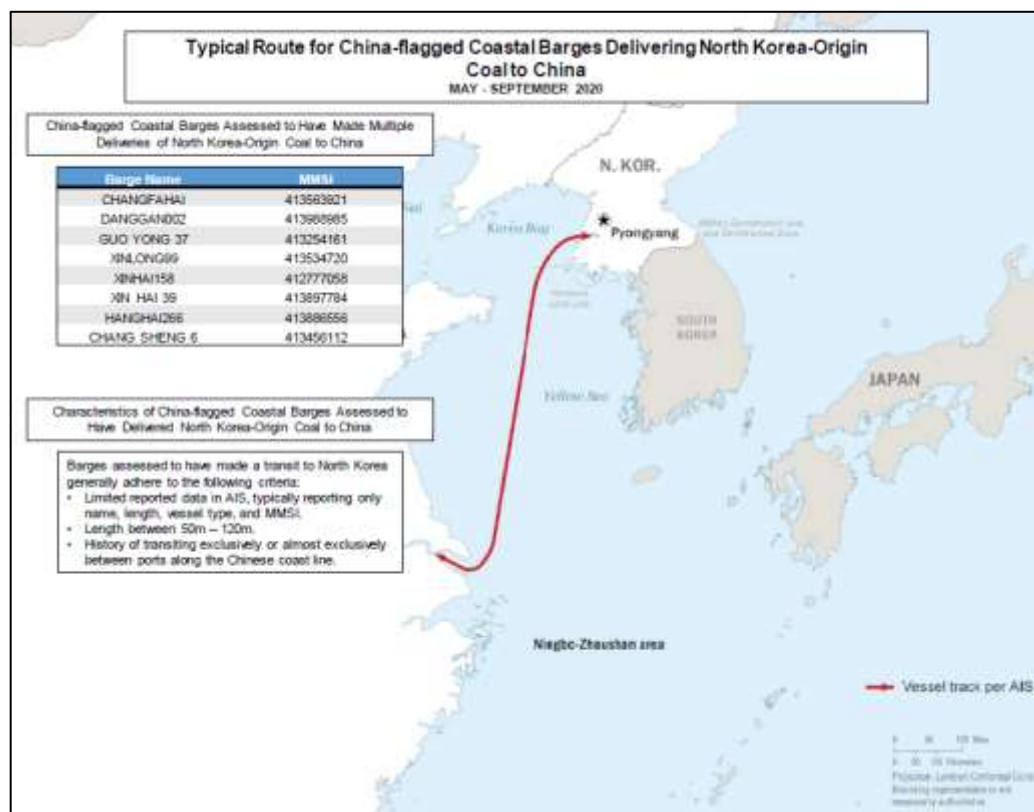 Typical Route for China-flagged Coastal Barges Delivering North Korea-Origin
Coal to China
MAY - SEPTEMBER 2020
China-flagged Coastal Barges Assessed to Have Made Multiple
Deliveries of North Korea-Origin Coal to China
Barge Name MMSI
CHANGFAHAI 413563921
DANGGAN002 413988985
GUO YONG 37 413254161
XINLONG99 413534720
XINHAI158 412777058
XIN HAI 39 413897784
HANGHAI266 413886556
CHANG SHENG 6 413456112
N. KOR.
Pyongyang
Korea Bay
SOUTH
KOREA
JAPAN
Yellow Sea
Characteristics of China-flagged Coastal Barges Assessed to
Have Delivered North Korea-Origin Coal to China
Barges assessed to have made a transit to North Korea
generally adhere to the following criteria:
• Limited reported data in AIS, typically reporting only
name, length, vessel type, and MMSI.
• Length between 50m – 120m.
• History of transiting exclusively or almost exclusively
between ports along the Chinese coast line.
Ningbo-Zhoushan area
Vessel track per AIS